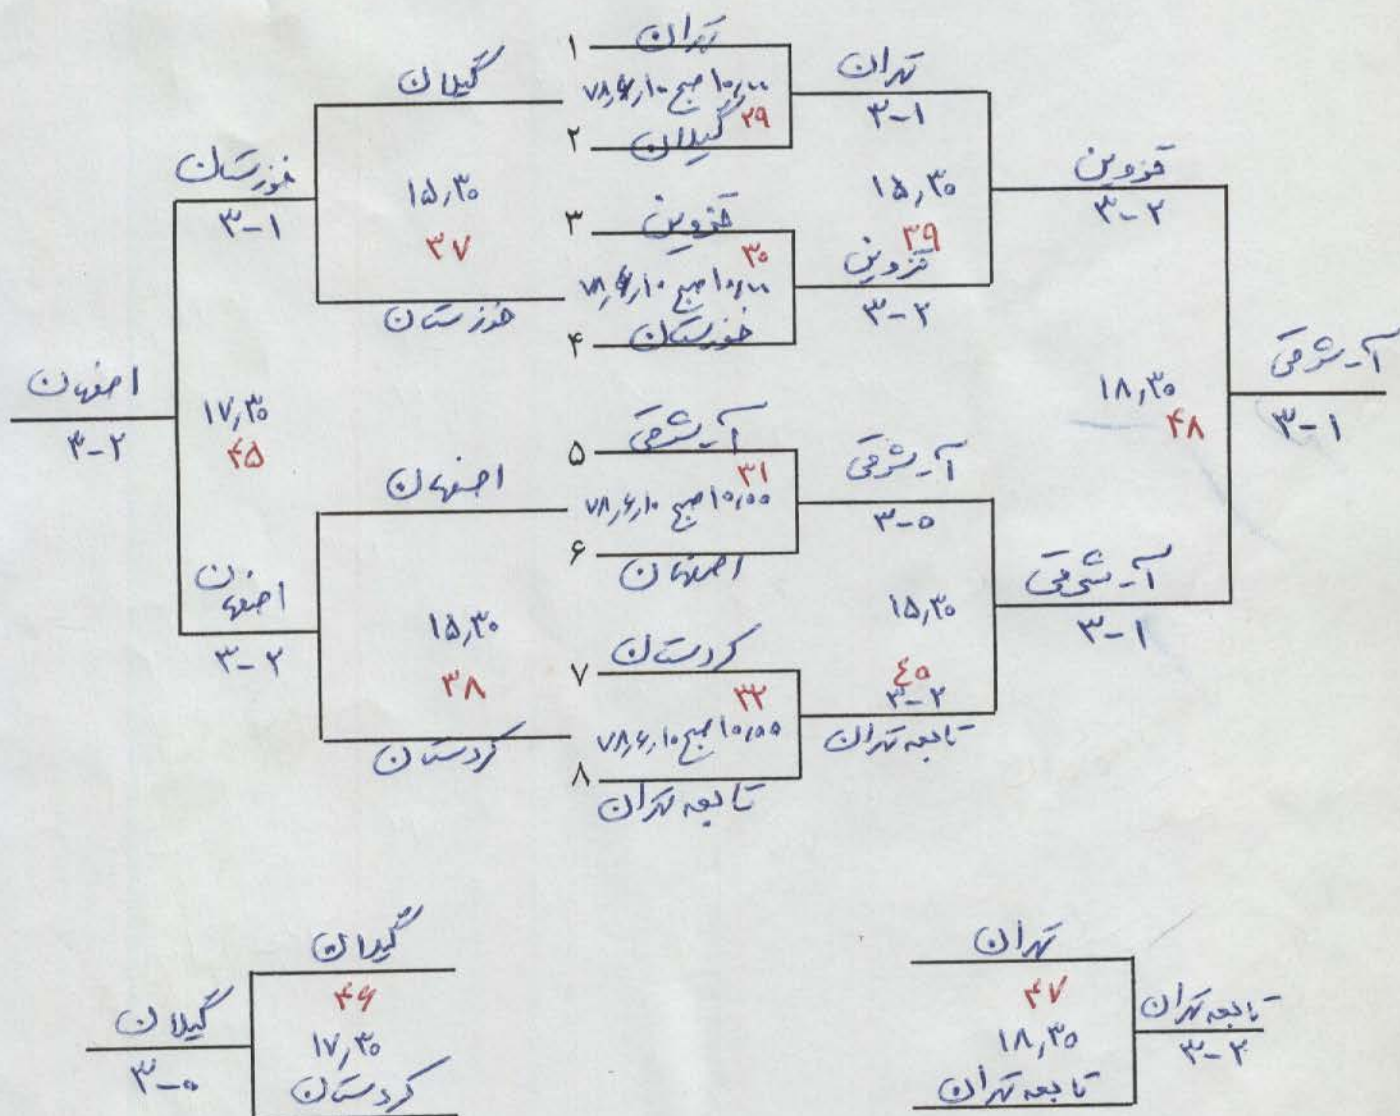 ۱ تهران
۷۸,۶,۱۰ صبح ۱۰,۰۰
۲۹
۲ گیلان
۳ قزوین
۳۰
۷۸,۶,۱۰ صبح ۱۰,۰۰
۴ خوزستان
۵ آ-شرقی
۳۱
۷۸,۶,۱۰ صبح ۱۰,۰۰
۶ اصفهان
۷ کردستان
۳۲
۷۸,۶,۱۰ صبح ۱۰,۰۰
۸ تابعه تهران
تهران
۳-۱
۱۵,۳۰
۳۹
قزوین
۳-۲
آ-شرقی
۳-۰
۱۵,۳۰
۴۰
۳-۲
تابعه تهران
قزوین
۳-۲
۱۸,۳۰
۴۸
آ-شرقی
۳-۱
آ-شرقی
۳-۱
گیلان
۱۵,۳۰
۳۷
خوزستان
اصفهان
۱۵,۳۰
۳۸
کردستان
خوزستان
۳-۱
۱۷,۳۰
۴۵
اصفهان
۳-۲
اصفهان
۳-۲
گیلان
۴۶
۱۷,۳۰
کردستان
گیلان
۳-۰
تهران
۴۷
۱۸,۳۰
تابعه تهران
تابعه تهران
۳-۲